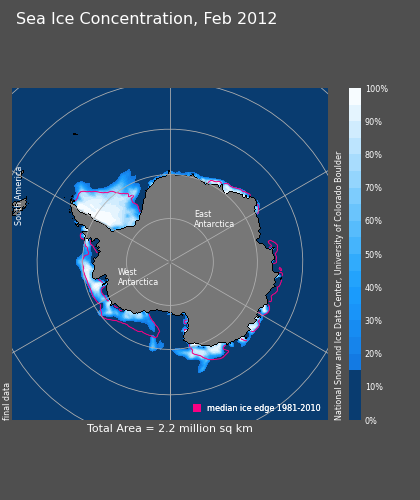 Sea Ice Concentration, Feb 2012
South America
East
Antarctica
West
Antarctica
median ice edge 1981-2010
final data
Total Area = 2.2 million sq km
National Snow and Ice Data Center, University of Colorado Boulder
100%
90%
80%
70%
60%
50%
40%
30%
20%
10%
0%